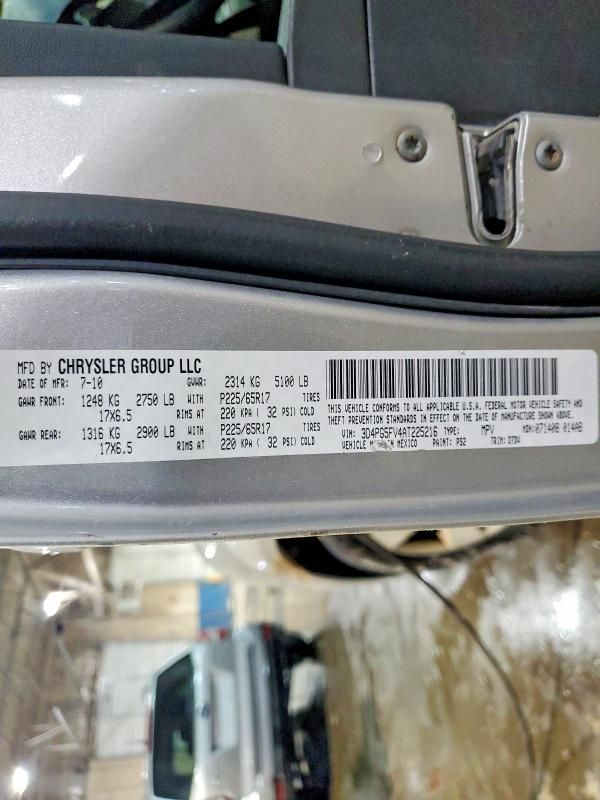 MFD BY CHRYSLER GROUP LLC
DATE OF MFR: 7-10 GVWR: 2314 KG 5100 LB
GAWR FRONT: 1248 KG 2750 LB WITH P225/65R17 TIRES
17X6.5 RIMS AT 220 KPA ( 32 PSI) COLD
GAWR REAR: 1316 KG 2900 LB WITH P225/65R17 TIRES
17X6.5 RIMS AT 220 KPA ( 32 PSI) COLD
THIS VEHICLE CONFORMS TO ALL APPLICABLE U.S.A. FEDERAL MOTOR VEHICLE SAFETY AND
THEFT PREVENTION STANDARDS IN EFFECT ON THE DATE OF MANUFACTURE SHOWN ABOVE.
VIN: 3D4PG5FV4AT225216 TYPE: MPV MDH: 071408 014AB
VEHICLE MEXICO PAINT: PS2 TRIM: D7DV